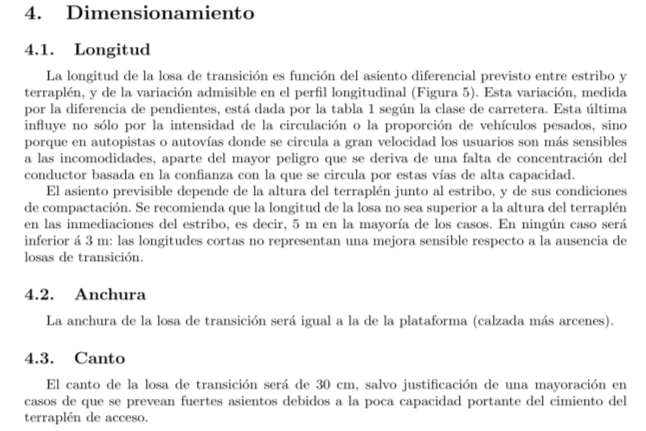 4. Dimensionamiento
4.1. Longitud
La longitud de la losa de transición es función del asiento diferencial previsto entre estribo y
terraplén, y de la variación admisible en el perfil longitudinal (Figura 5). Esta variación, medida
por la diferencia de pendientes, está dada por la tabla 1 según la clase de carretera. Esta última
influye no sólo por la intensidad de la circulación o la proporción de vehículos pesados, sino
porque en autopistas o autovías donde se circula a gran velocidad los usuarios son más sensibles
a las incomodidades, aparte del mayor peligro que se deriva de una falta de concentración del
conductor basada en la confianza con la que se circula por estas vías de alta capacidad.
El asiento previsible depende de la altura del terraplén junto al estribo, y de sus condiciones
de compactación. Se recomienda que la longitud de la losa no sea superior a la altura del terraplén
en las inmediaciones del estribo, es decir, 5 m en la mayoría de los casos. En ningún caso será
inferior á 3 m: las longitudes cortas no representan una mejora sensible respecto a la ausencia de
losas de transición.
4.2. Anchura
La anchura de la losa de transición será igual a la de la plataforma (calzada más arcenes).
4.3. Canto
El canto de la losa de transición será de 30 cm, salvo justificación de una mayoración en
casos de que se prevean fuertes asientos debidos a la poca capacidad portante del cimiento del
terraplén de acceso.